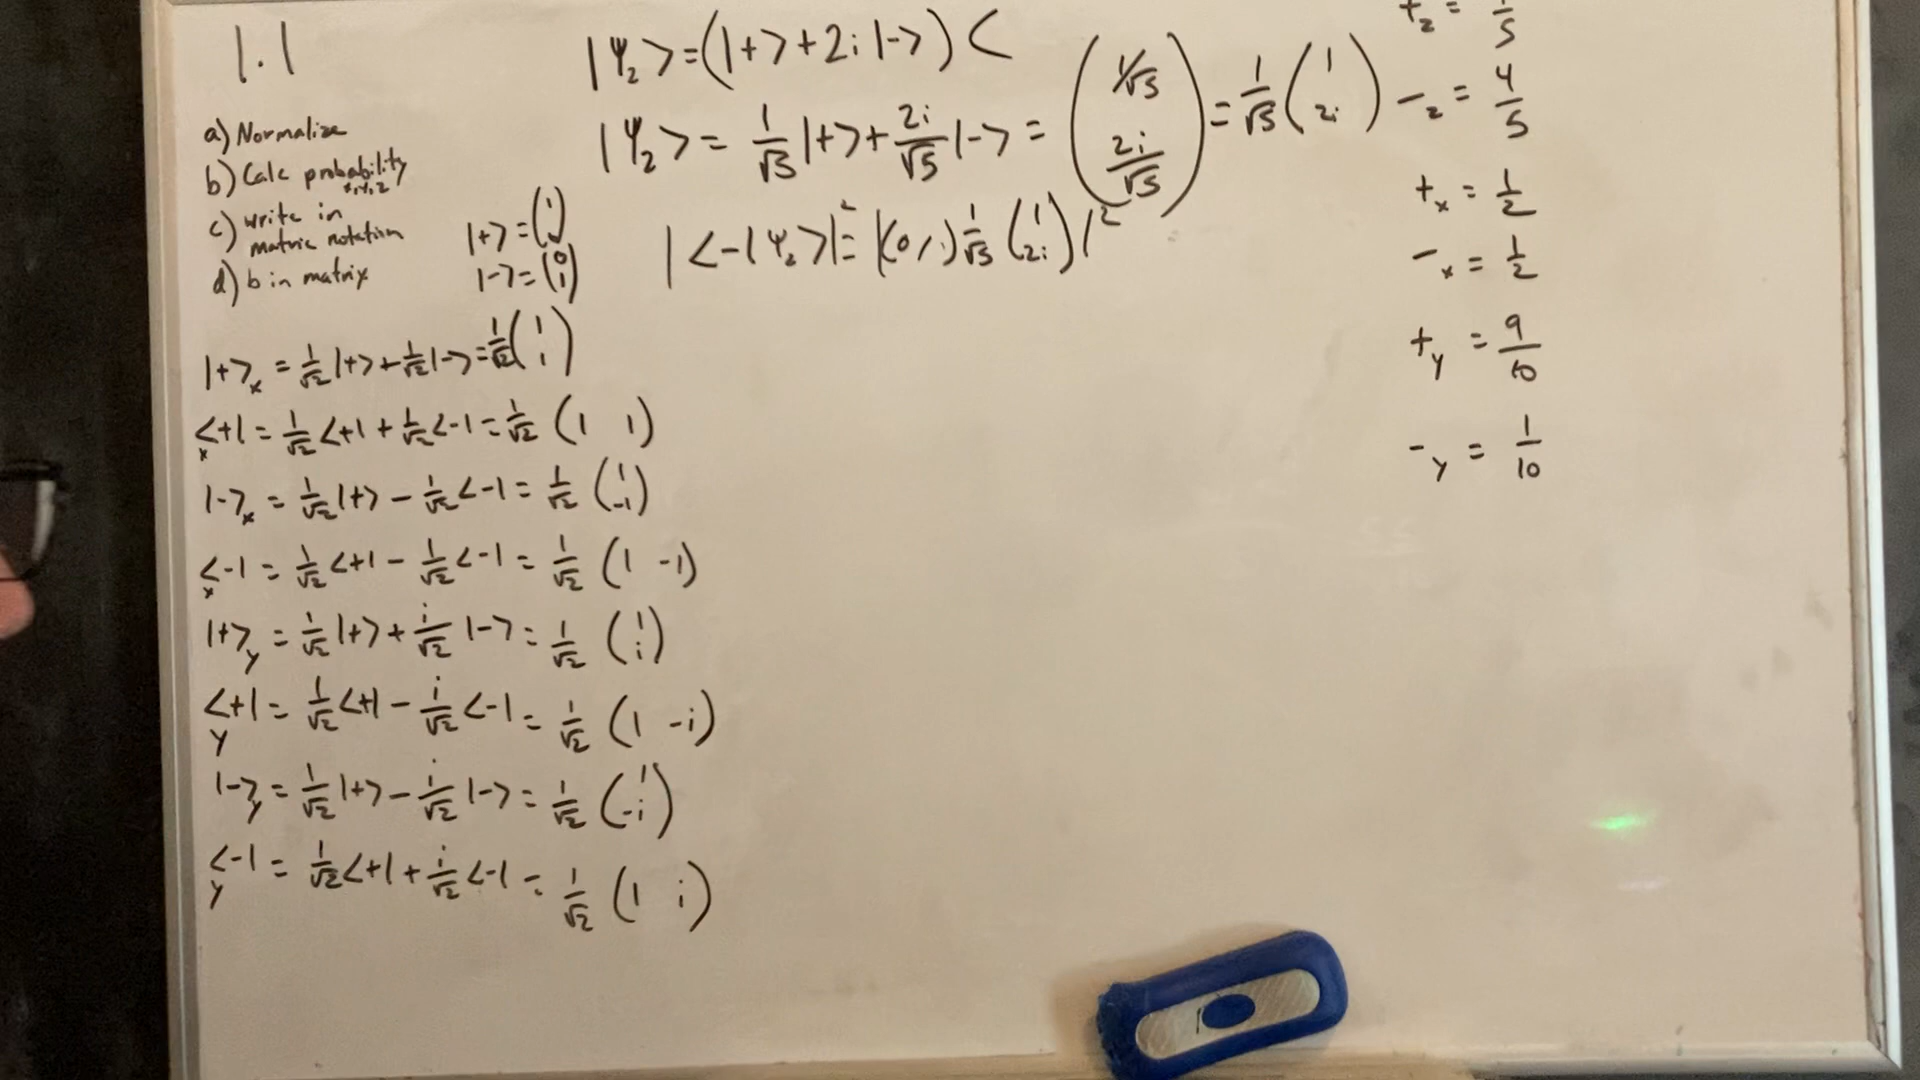 1.1
a) Normalize
b) Calc probability x, y, z
c) write in matric notation
d) b in matrix
|+> = (1 0)
|-> = (0 1)
|+>ₓ = 1/√2 |+> + 1/√2 |-> = 1/√2 (1 1)
ₓ<+| = 1/√2 <+| + 1/√2 <-| = 1/√2 (1 1)
|->ₓ = 1/√2 |+> - 1/√2 <-| = 1/√2 (1 -1)
ₓ<-| = 1/√2 <+| - 1/√2 <-| = 1/√2 (1 -1)
|+>y = 1/√2 |+> + i/√2 |-> = 1/√2 (1 i)
y<+| = 1/√2 <+| - i/√2 <-| = 1/√2 (1 -i)
|->y = 1/√2 |+> - i/√2 |-> = 1/√2 (1 -i)
y<-| = 1/√2 <+| + i/√2 <-| = 1/√2 (1 i)
|ψ₂> = (|+> + 2i |->) C
|ψ₂> = 1/√5 |+> + 2i/√5 |-> = (1/√5 2i/√5) = 1/√5 (1 2i)
|<-|ψ₂>|² = |(0 1) 1/√5 (1 2i)|²
+z = 1/5
-z = 4/5
+x = 1/2
-x = 1/2
+y = 9/10
-y = 1/10